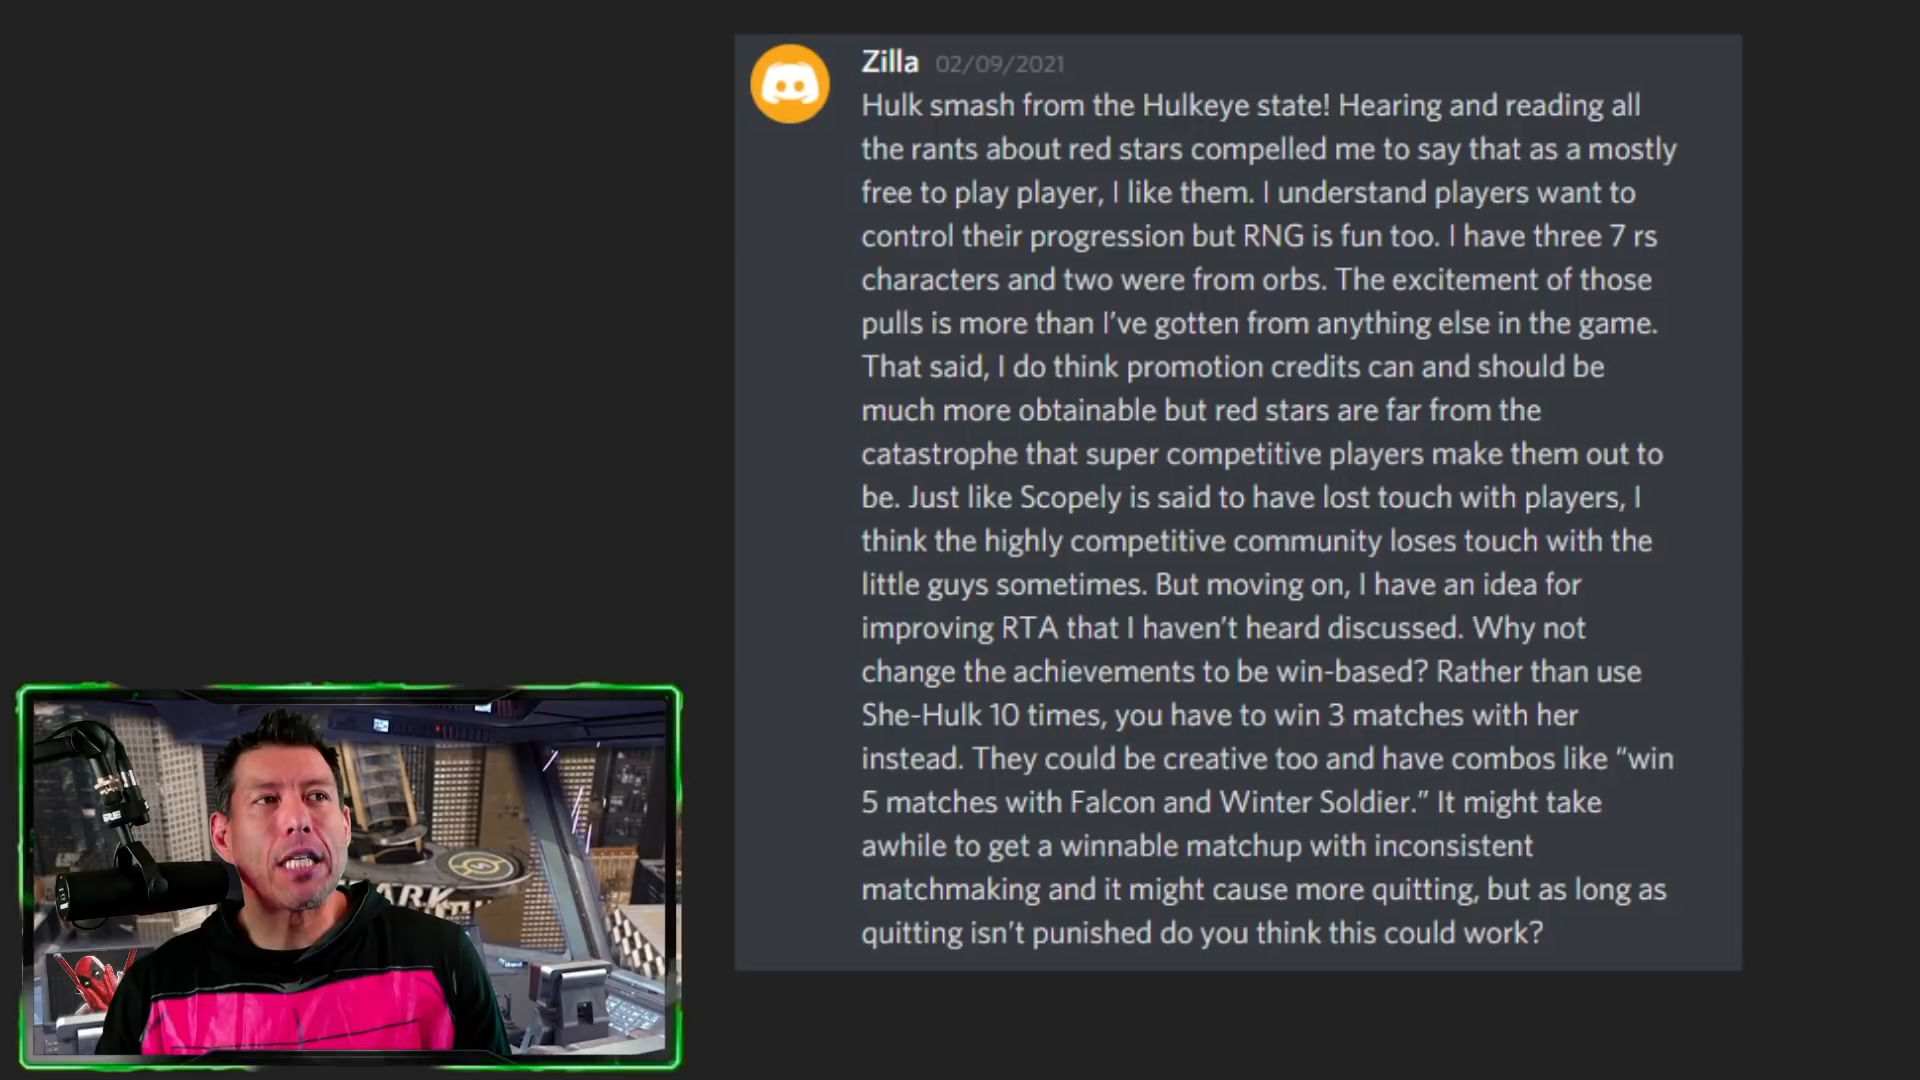 Zilla 02/09/2021
Hulk smash from the Hulkeye state! Hearing and reading all
the rants about red stars compelled me to say that as a mostly
free to play player, I like them. I understand players want to
control their progression but RNG is fun too. I have three 7 rs
characters and two were from orbs. The excitement of those
pulls is more than I've gotten from anything else in the game.
That said, I do think promotion credits can and should be
much more obtainable but red stars are far from the
catastrophe that super competitive players make them out to
be. Just like Scopely is said to have lost touch with players, I
think the highly competitive community loses touch with the
little guys sometimes. But moving on, I have an idea for
improving RTA that I haven't heard discussed. Why not
change the achievements to be win-based? Rather than use
She-Hulk 10 times, you have to win 3 matches with her
instead. They could be creative too and have combos like "win
5 matches with Falcon and Winter Soldier." It might take
awhile to get a winnable matchup with inconsistent
matchmaking and it might cause more quitting, but as long as
quitting isn't punished do you think this could work?